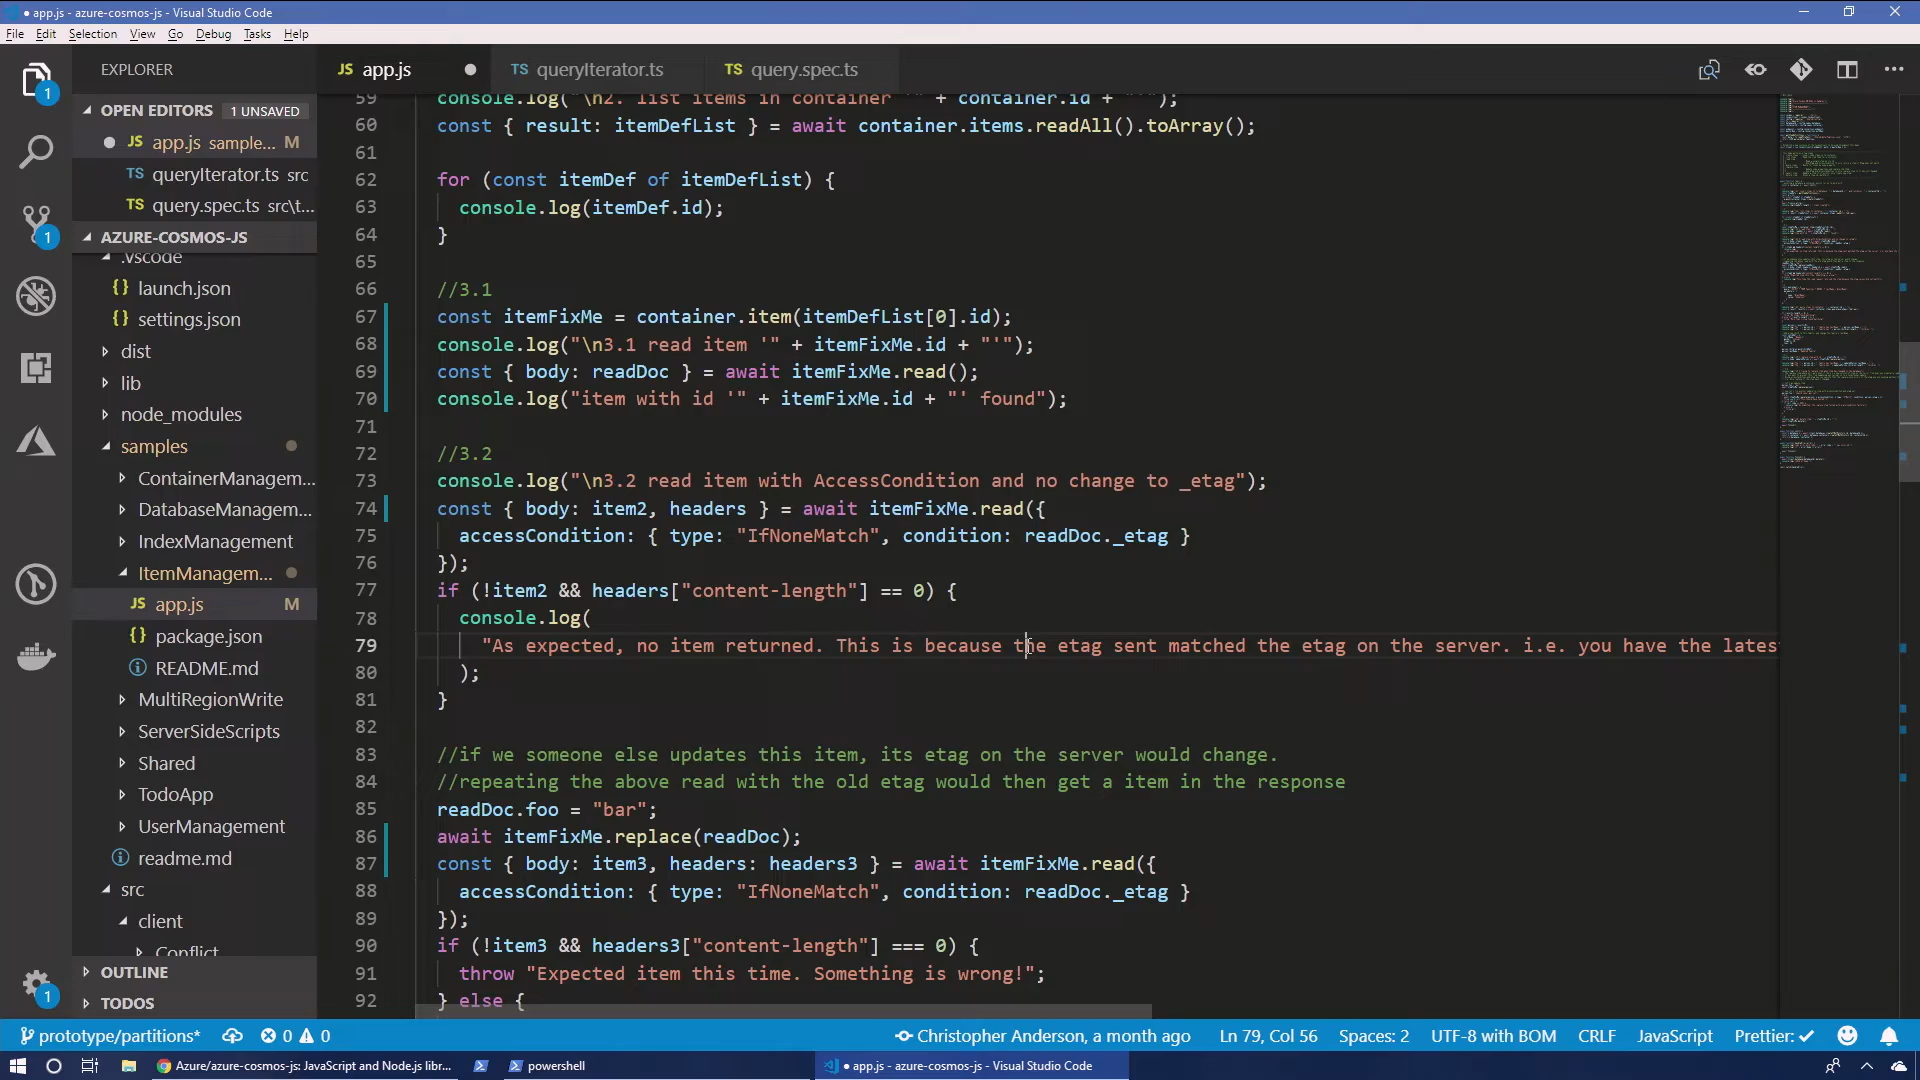 ● app.js - azure-cosmos-js - Visual Studio Code
File Edit Selection View Go Debug Tasks Help
EXPLORER
JS app.js ●
TS queryIterator.ts
TS query.spec.ts
OPEN EDITORS 1 UNSAVED
● JS app.js sample... M
TS queryIterator.ts src
TS query.spec.ts src\t...
AZURE-COSMOS-JS
.vscode
{} launch.json
{} settings.json
dist
lib
node_modules
samples
ContainerManagem...
DatabaseManagem...
IndexManagement
ItemManagem...
JS app.js M
{} package.json
README.md
MultiRegionWrite
ServerSideScripts
Shared
TodoApp
UserManagement
readme.md
src
client
Conflict
OUTLINE
TODOS
1
1
1
59 console.log("\n2. list items in container '" + container.id + "'");
60 const { result: itemDefList } = await container.items.readAll().toArray();
61
62 for (const itemDef of itemDefList) {
63 console.log(itemDef.id);
64 }
65
66 //3.1
67 const itemFixMe = container.item(itemDefList[0].id);
68 console.log("\n3.1 read item '" + itemFixMe.id + "'");
69 const { body: readDoc } = await itemFixMe.read();
70 console.log("item with id '" + itemFixMe.id + "' found");
71
72 //3.2
73 console.log("\n3.2 read item with AccessCondition and no change to _etag");
74 const { body: item2, headers } = await itemFixMe.read({
75 accessCondition: { type: "IfNoneMatch", condition: readDoc._etag }
76 });
77 if (!item2 && headers["content-length"] == 0) {
78 console.log(
79 "As expected, no item returned. This is because the etag sent matched the etag on the server. i.e. you have the latest
80 );
81 }
82
83 //if we someone else updates this item, its etag on the server would change.
84 //repeating the above read with the old etag would then get a item in the response
85 readDoc.foo = "bar";
86 await itemFixMe.replace(readDoc);
87 const { body: item3, headers: headers3 } = await itemFixMe.read({
88 accessCondition: { type: "IfNoneMatch", condition: readDoc._etag }
89 });
90 if (!item3 && headers3["content-length"] === 0) {
91 throw "Expected item this time. Something is wrong!";
92 } else {
prototype/partitions* 0 0 Christopher Anderson, a month ago Ln 79, Col 56 Spaces: 2 UTF-8 with BOM CRLF JavaScript Prettier: ✓
Azure/azure-cosmos-js: JavaScript and Node.js libr... powershell ● app.js - azure-cosmos-js - Visual Studio Code